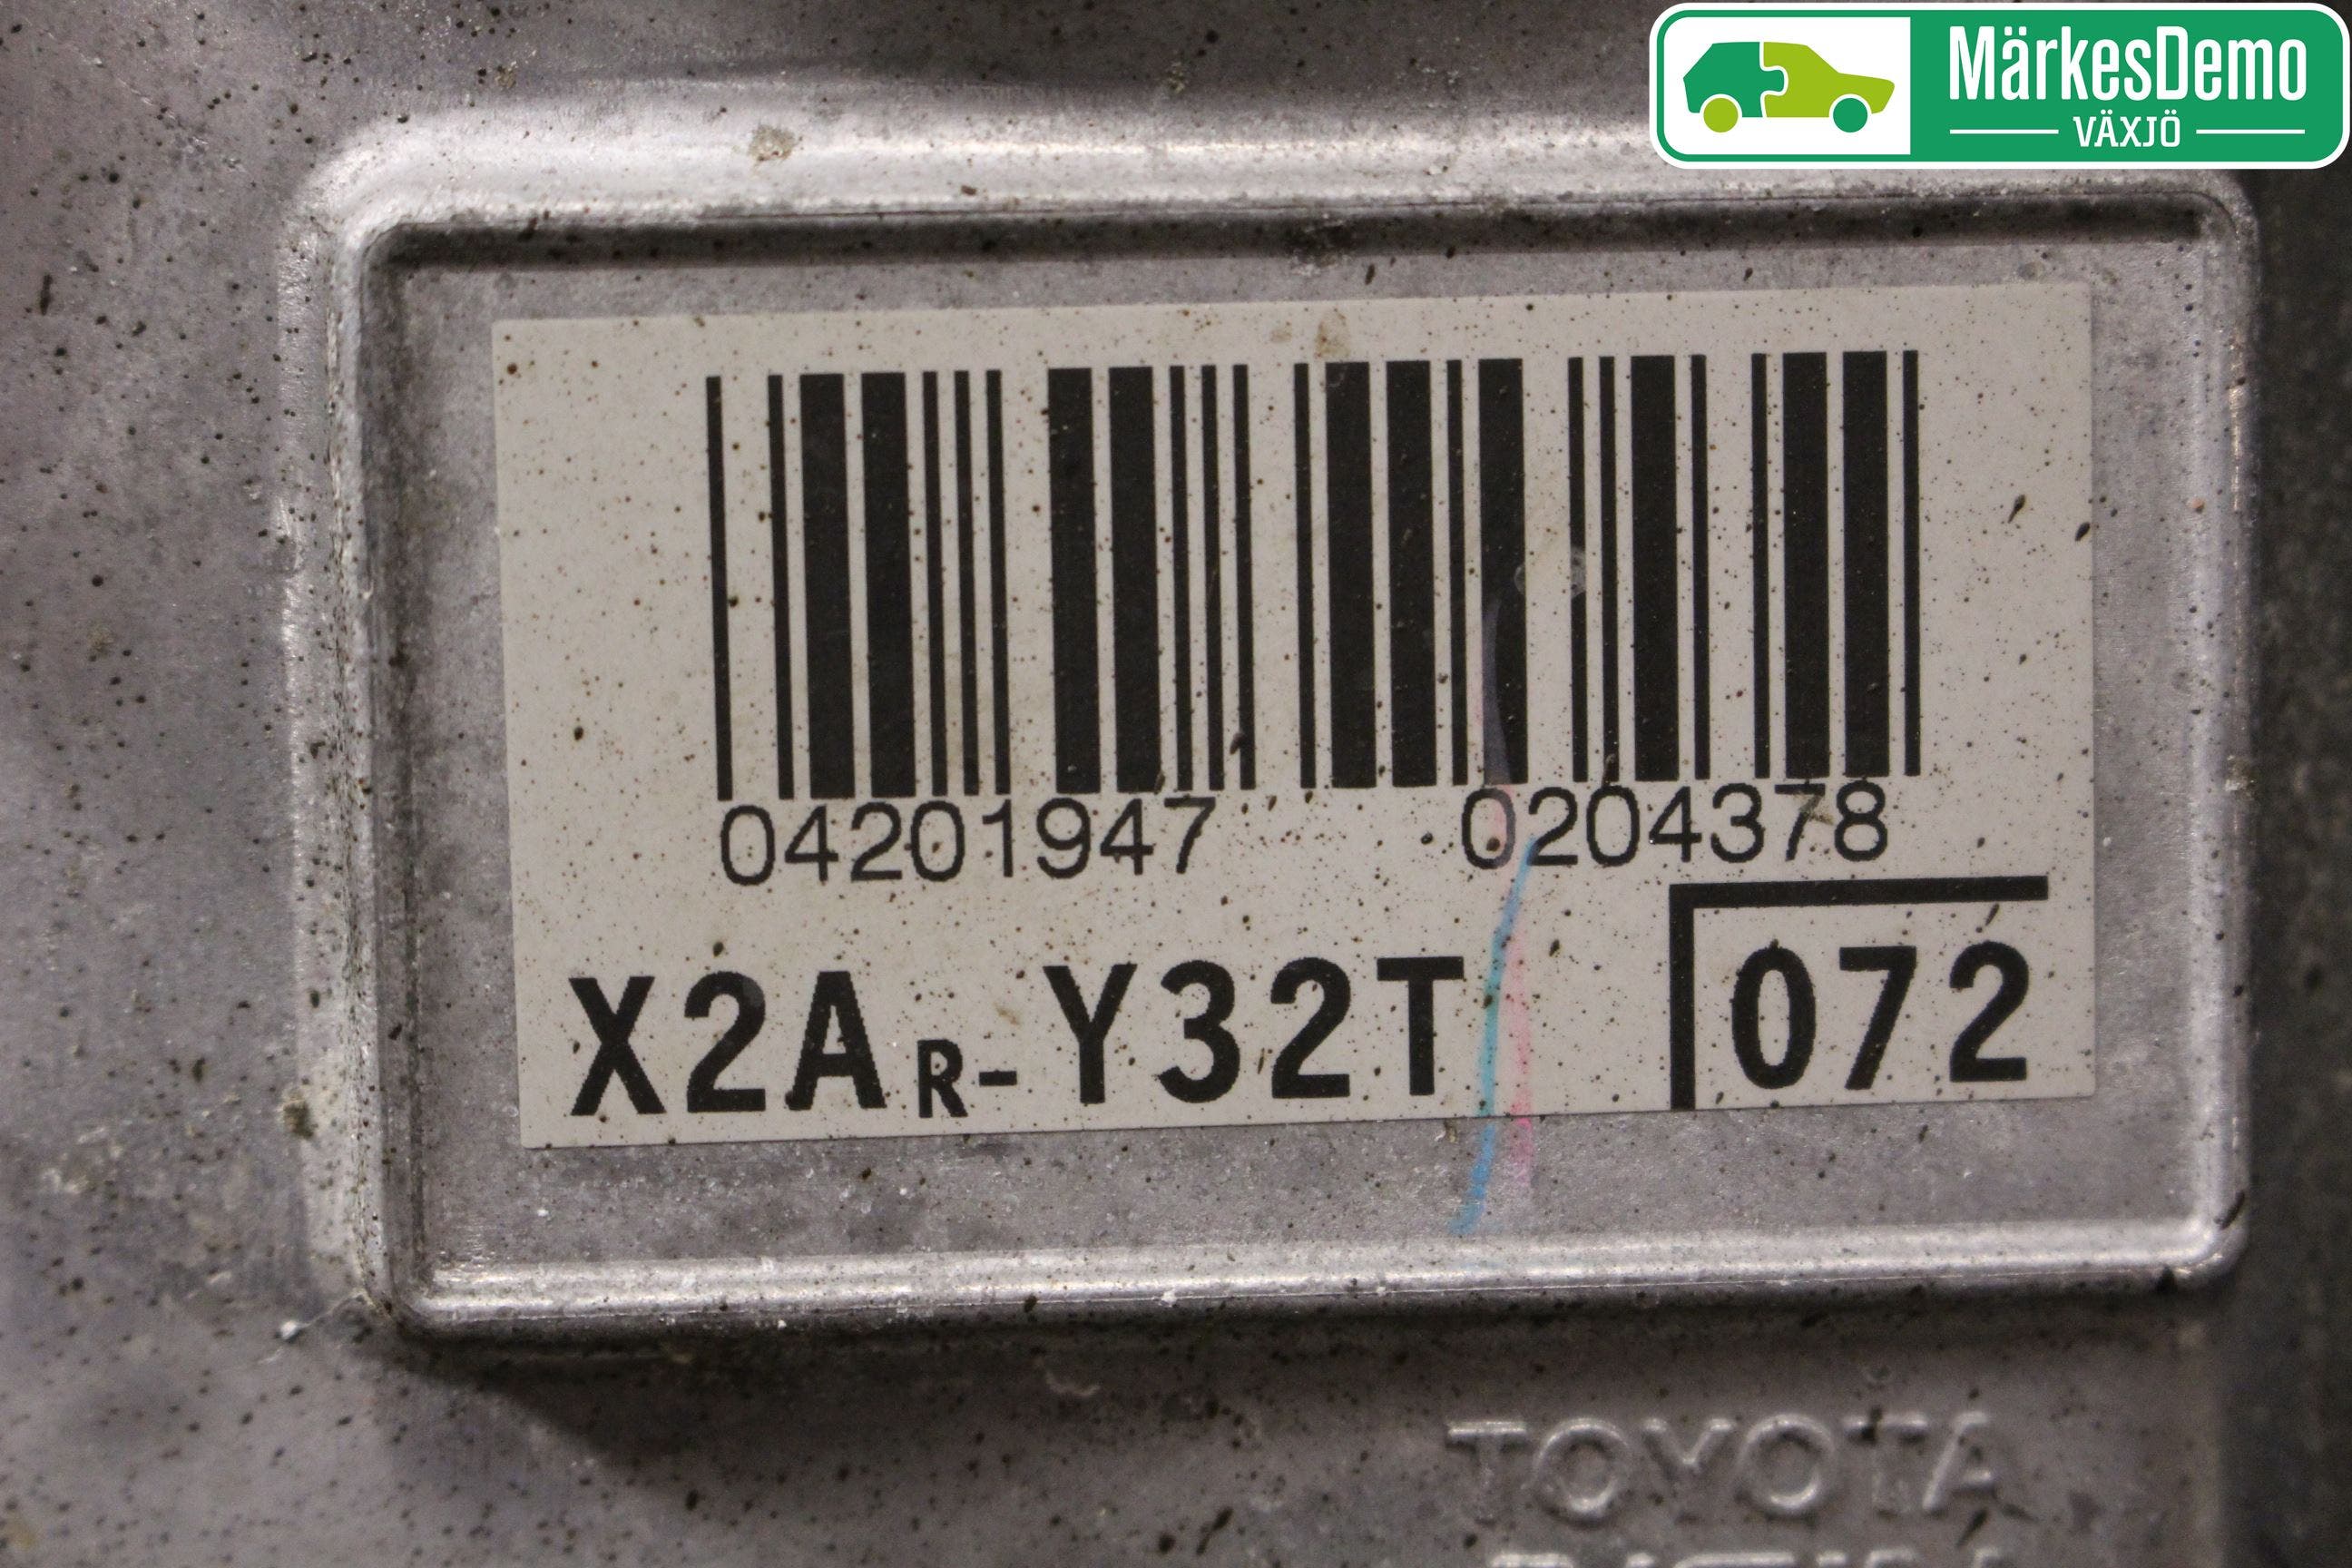 MärkesDemo
VÄXJÖ
04201947 0204378
X2AR-Y32T 072
TOYOTA